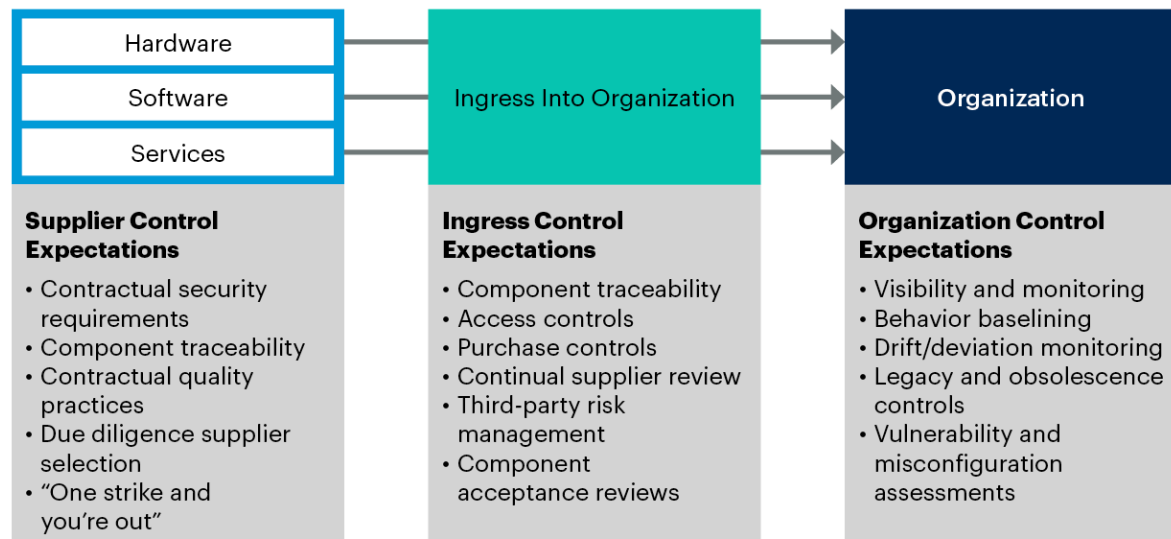 Hardware
Software
Services
Ingress Into Organization
Organization
Supplier Control
Expectations
• Contractual security
requirements
• Component traceability
• Contractual quality
practices
• Due diligence supplier
selection
• “One strike and
you’re out”
Ingress Control
Expectations
• Component traceability
• Access controls
• Purchase controls
• Continual supplier review
• Third-party risk
management
• Component
acceptance reviews
Organization Control
Expectations
• Visibility and monitoring
• Behavior baselining
• Drift/deviation monitoring
• Legacy and obsolescence
controls
• Vulnerability and
misconfiguration
assessments